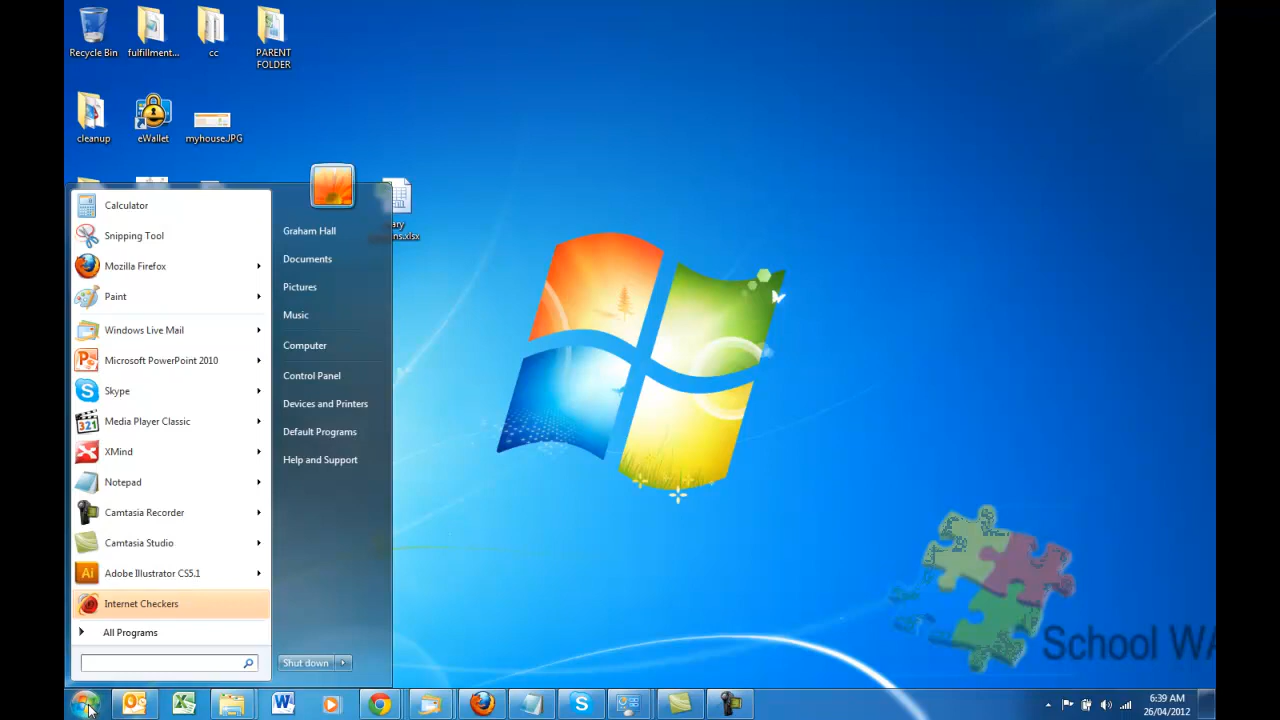 Recycle Bin
fulfillment...
cc
PARENT
FOLDER
cleanup
eWallet
myhouse.JPG
Calculator
Snipping Tool
Mozilla Firefox
Paint
Windows Live Mail
Microsoft PowerPoint 2010
Skype
Media Player Classic
321
XMind
Notepad
Camtasia Recorder
Camtasia Studio
Ai
Adobe Illustrator CS5.1
Internet Checkers
All Programs
Graham Hall
Documents
Pictures
Music
Computer
Control Panel
Devices and Printers
Default Programs
Help and Support
Shut down
School WA
6:39 AM
26/04/2012